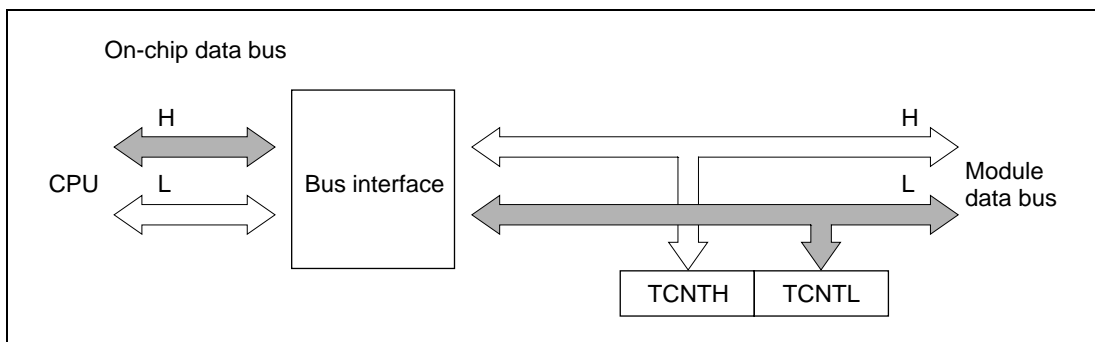 On-chip data bus
H
H
CPU
L
Bus interface
L
Module
data bus
TCNTH
TCNTL